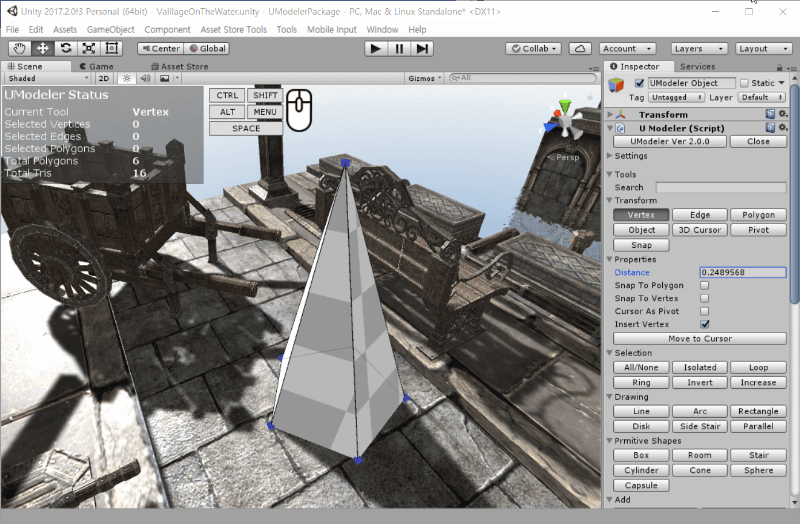 Unity 2017.2.0f3 Personal (64bit) - VaillageOnTheWater.unity - UModelerPackage - PC, Mac & Linux Standalone* <DX11>
File Edit Assets GameObject Component Asset Store Tools Tools Mobile Input Window Help
Center Global Collab Account Layers Layout
Scene Game Asset Store
Shaded 2D Gizmos All
UModeler Status
Current Tool Vertex
Selected Vertices 0
Selected Edges 0
Selected Polygons 0
Total Polygons 6
Total Tris 16
CTRL SHIFT
ALT MENU
SPACE
Persp
Inspector Services
UModeler Object Static
Tag Untagged Layer Default
Transform
U Modeler (Script)
UModeler Ver 2.0.0 Close
Settings
Tools
Search
Transform
Vertex Edge Polygon
Object 3D Cursor Pivot
Snap
Properties
Distance 0.2489568
Snap To Polygon
Snap To Vertex
Cursor As Pivot
Insert Vertex
Move to Cursor
Selection
All/None Isolated Loop
Ring Invert Increase
Drawing
Line Arc Rectangle
Disk Side Stair Parallel
Prmitive Shapes
Box Room Stair
Cylinder Cone Sphere
Capsule
Add